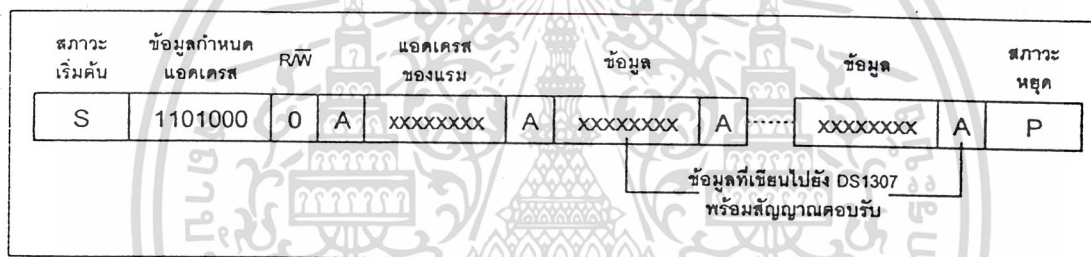 สภาวะ เริ่มต้น
ข้อมูลกำหนด แอดเดรส
R/W̅
แอดเดรส ของแรม
ข้อมูล
ข้อมูล
สภาวะ หยุด
S 1101000 0 A xxxxxxxx A xxxxxxxx A ........ xxxxxxxx A P
ข้อมูลที่เขียนไปยัง DS1307
พร้อมสัญญาณตอบรับ